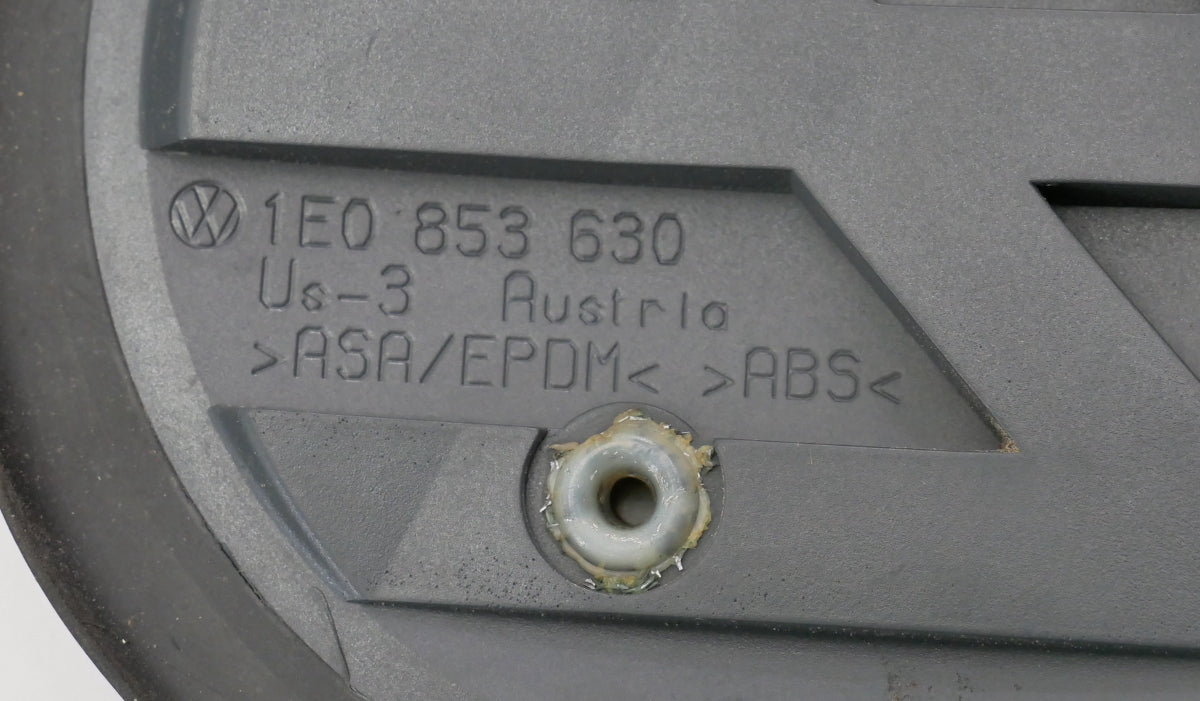 1E0 853 630
Us-3 Austria
>ASA/EPDM< >ABS<